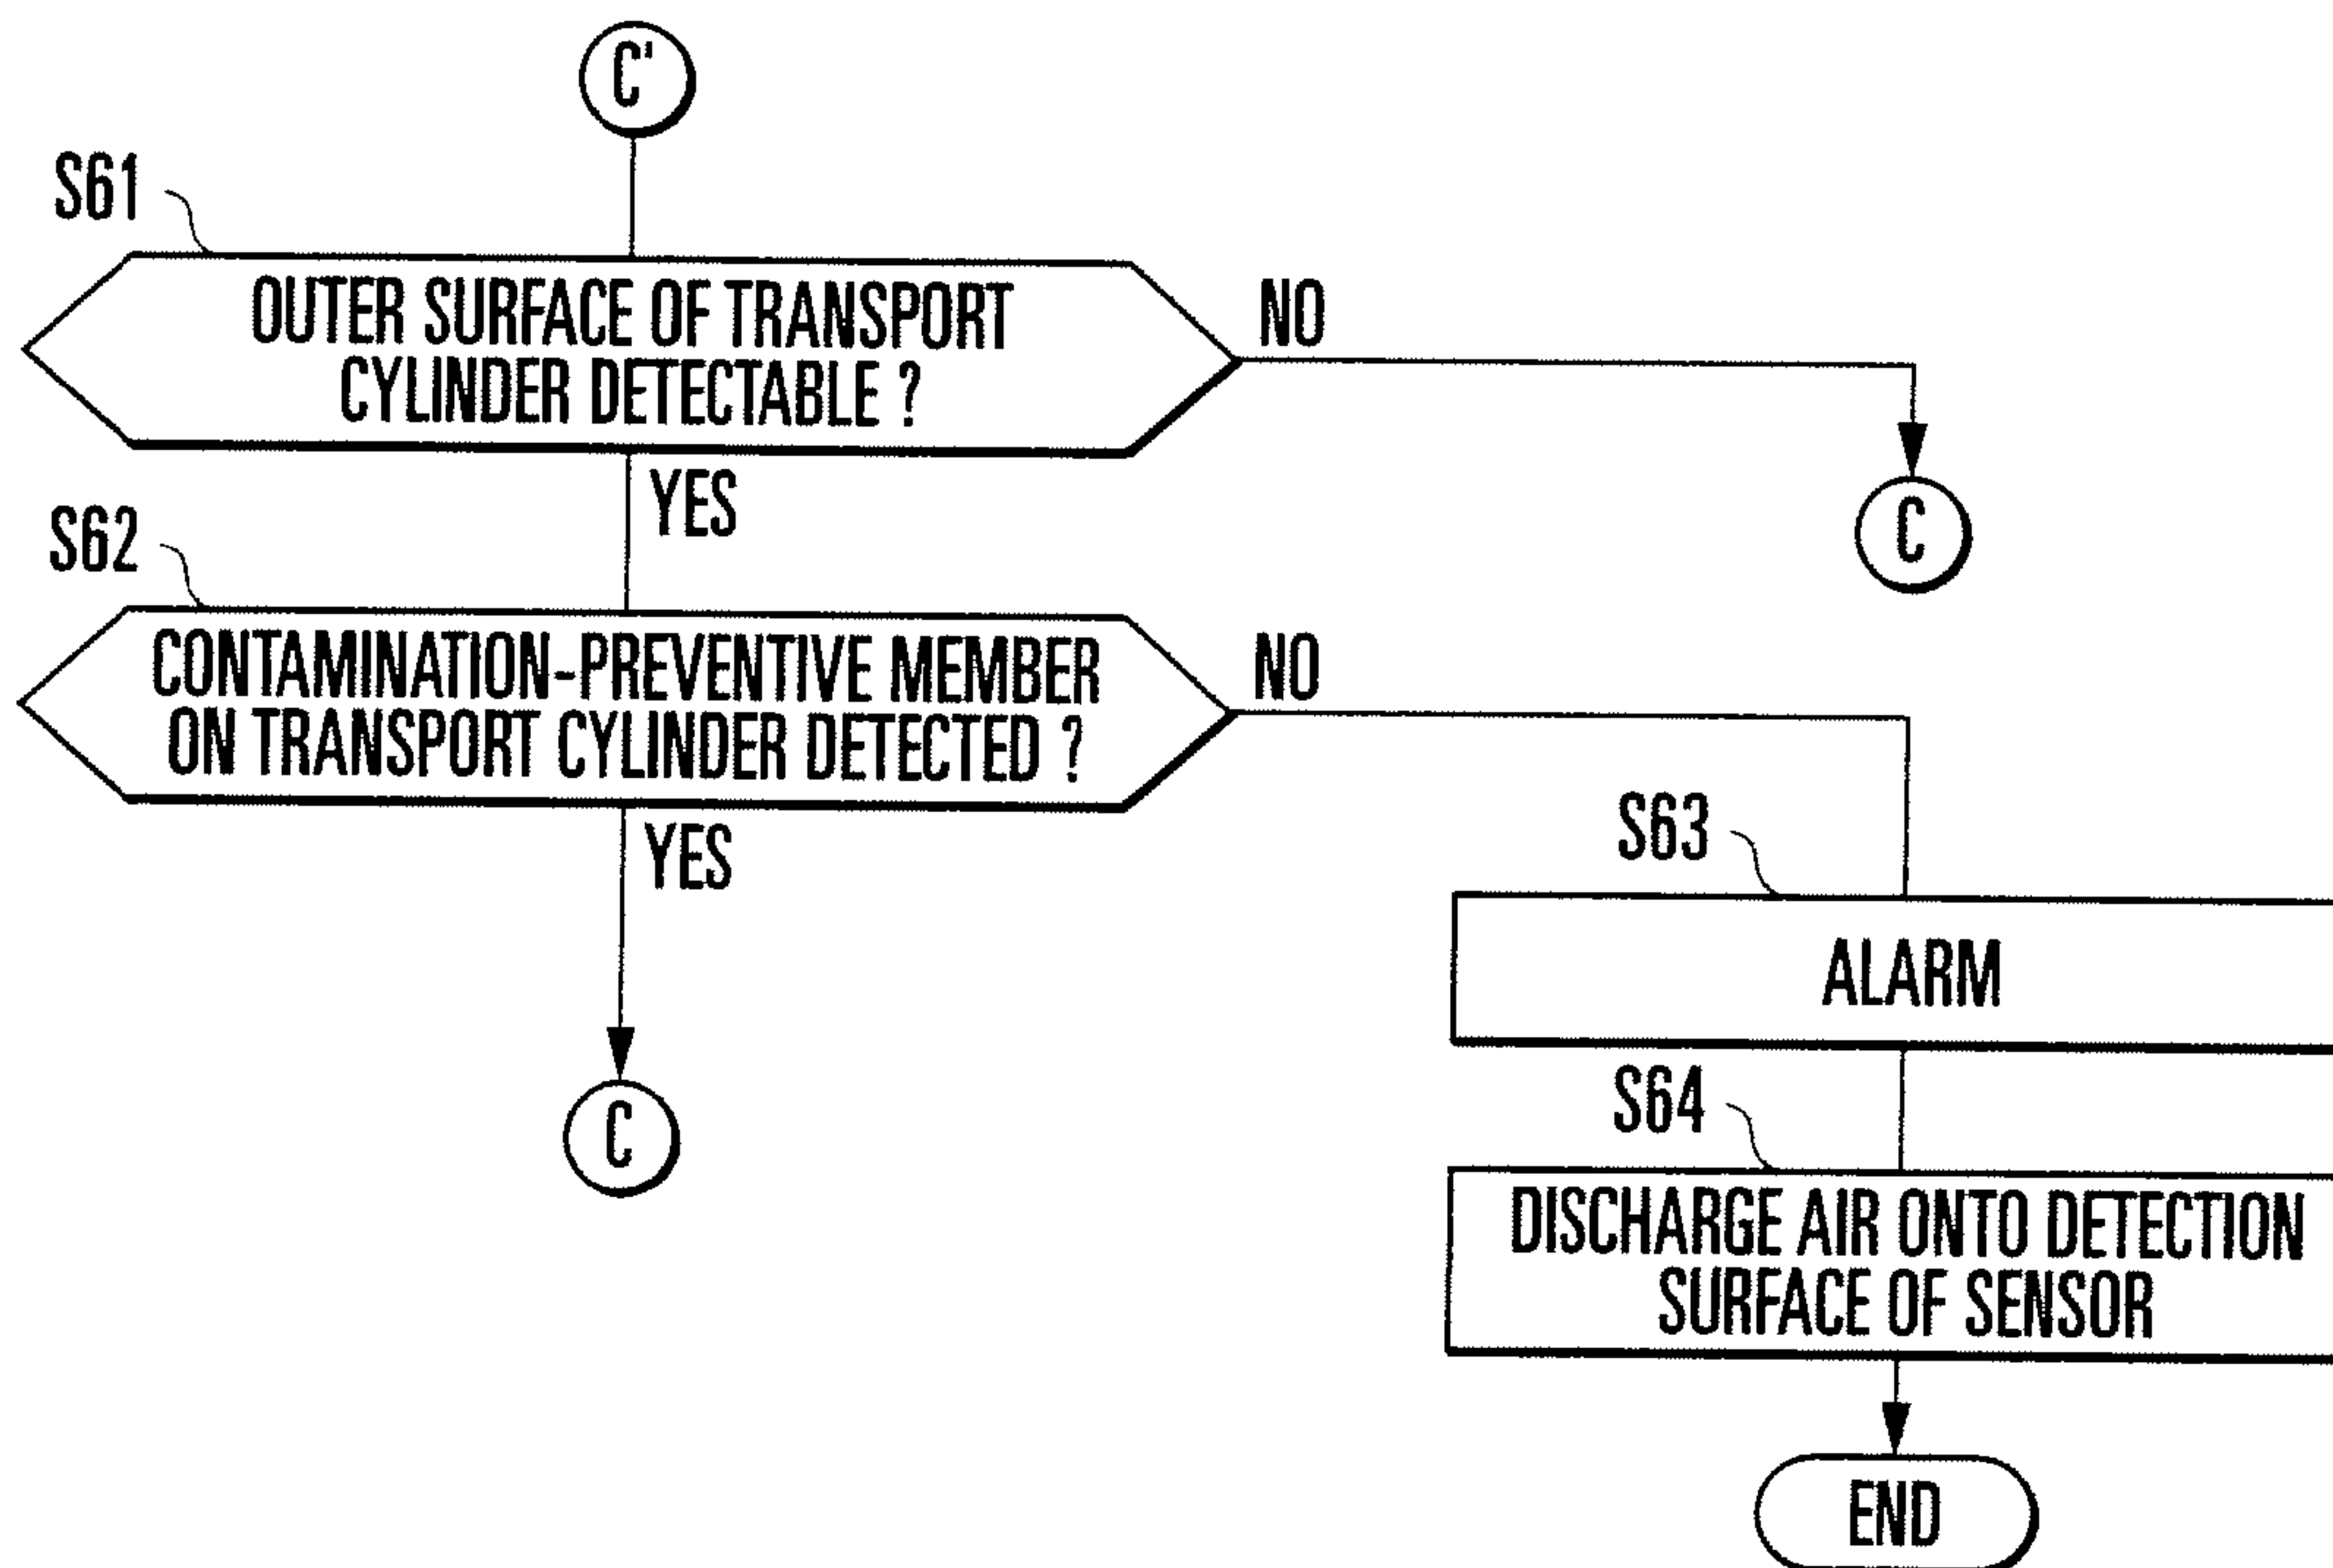 C'
S61
OUTER SURFACE OF TRANSPORT
CYLINDER DETECTABLE ?
NO
YES
C
S62
CONTAMINATION-PREVENTIVE MEMBER
ON TRANSPORT CYLINDER DETECTED ?
NO
YES
C
S63
ALARM
S64
DISCHARGE AIR ONTO DETECTION
SURFACE OF SENSOR
END